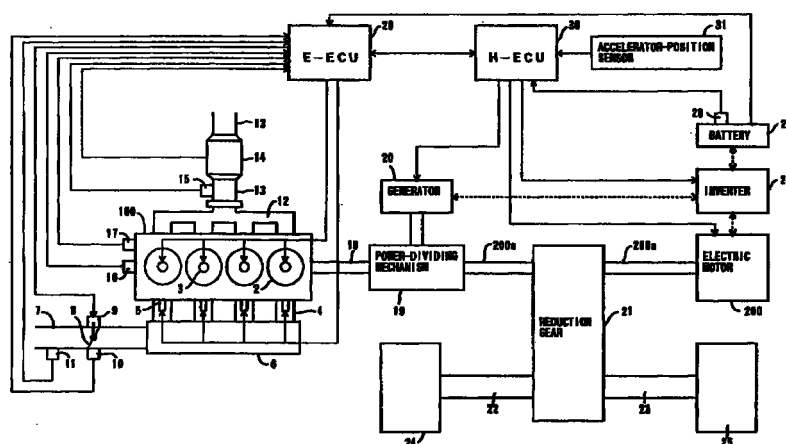 29
30
31
E-ECU
H-ECU
ACCELERATOR-POSITION
SENSOR
13
14
28
BATTERY
15
13
20
12
GENERATOR
INVERTER
100
17
16
18
POWER-DIVIDING
MECHANISM
200a
200a
ELECTRIC
MOTOR
3
2
19
200
5
4
REDUCTION
GEAR
21
7
8
9
11
10
6
22
23
24
25